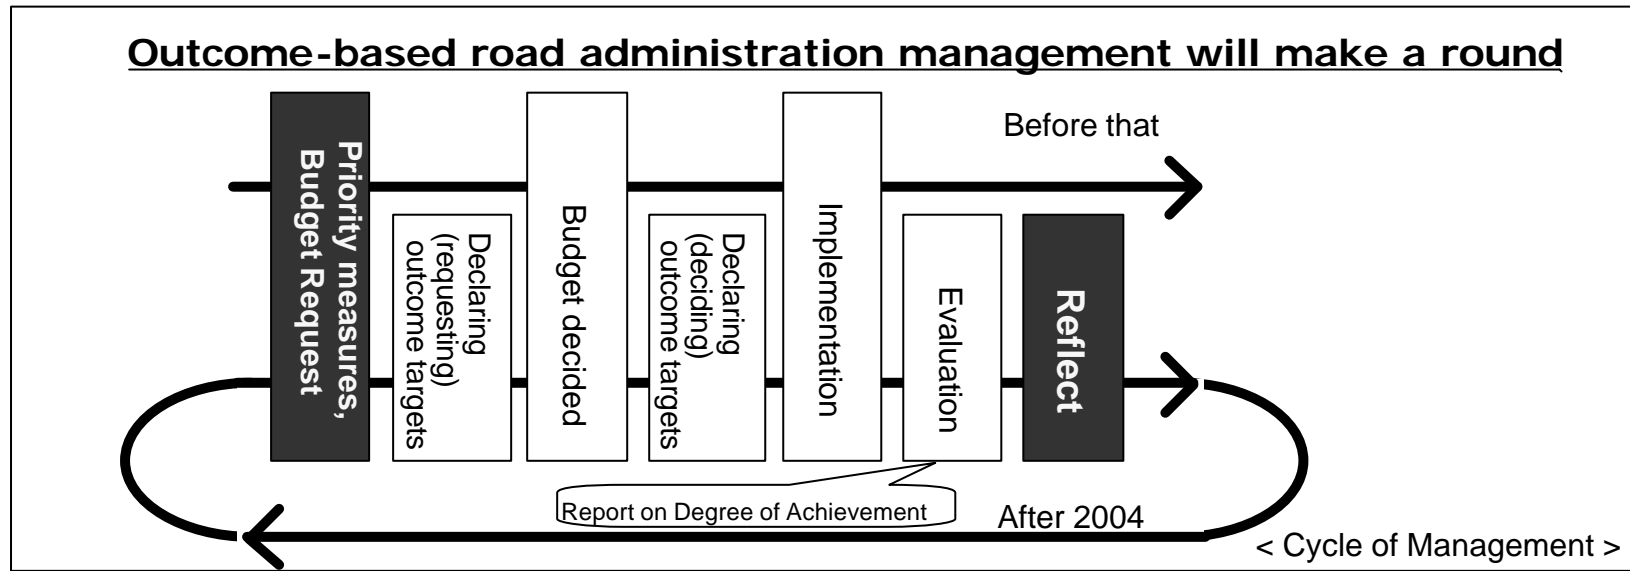 Outcome-based road administration management will make a round
Before that
Priority measures,
Budget Request
Declaring
(requesting)
outcome targets
Budget decided
Declaring
(deciding)
outcome targets
Implementation
Evaluation
Reflect
Report on Degree of Achievement
After 2004
< Cycle of Management >